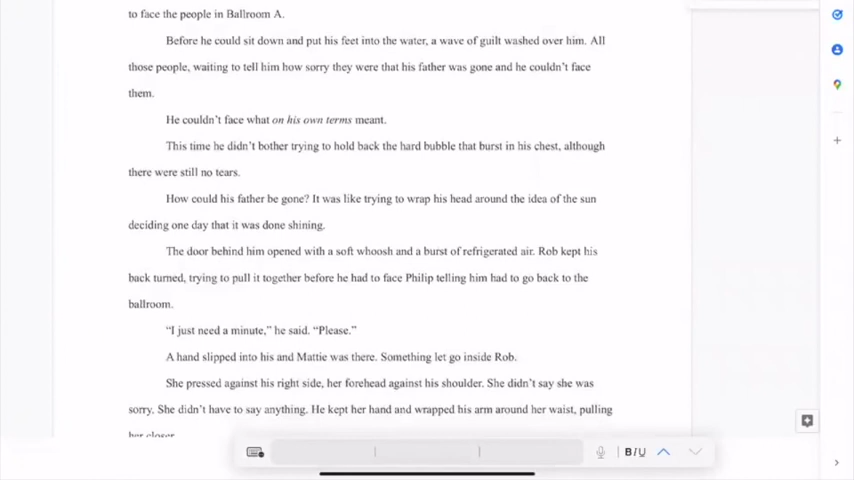 to face the people in Ballroom A.
Before he could sit down and put his feet into the water, a wave of guilt washed over him. All
those people, waiting to tell him how sorry they were that his father was gone and he couldn't face
them.
He couldn't face what on his own terms meant.
This time he didn't bother trying to hold back the hard bubble that burst in his chest, although
there were still no tears.
How could his father be gone? It was like trying to wrap his head around the idea of the sun
deciding one day that it was done shining.
The door behind him opened with a soft whoosh and a burst of refrigerated air. Rob kept his
back turned, trying to pull it together before he had to face Philip telling him had to go back to the
ballroom.
“I just need a minute,” he said. “Please.”
A hand slipped into his and Mattie was there. Something let go inside Rob.
She pressed against his right side, her forehead against his shoulder. She didn't say she was
sorry. She didn't have to say anything. He kept her hand and wrapped his arm around her waist, pulling
her closer
BIU